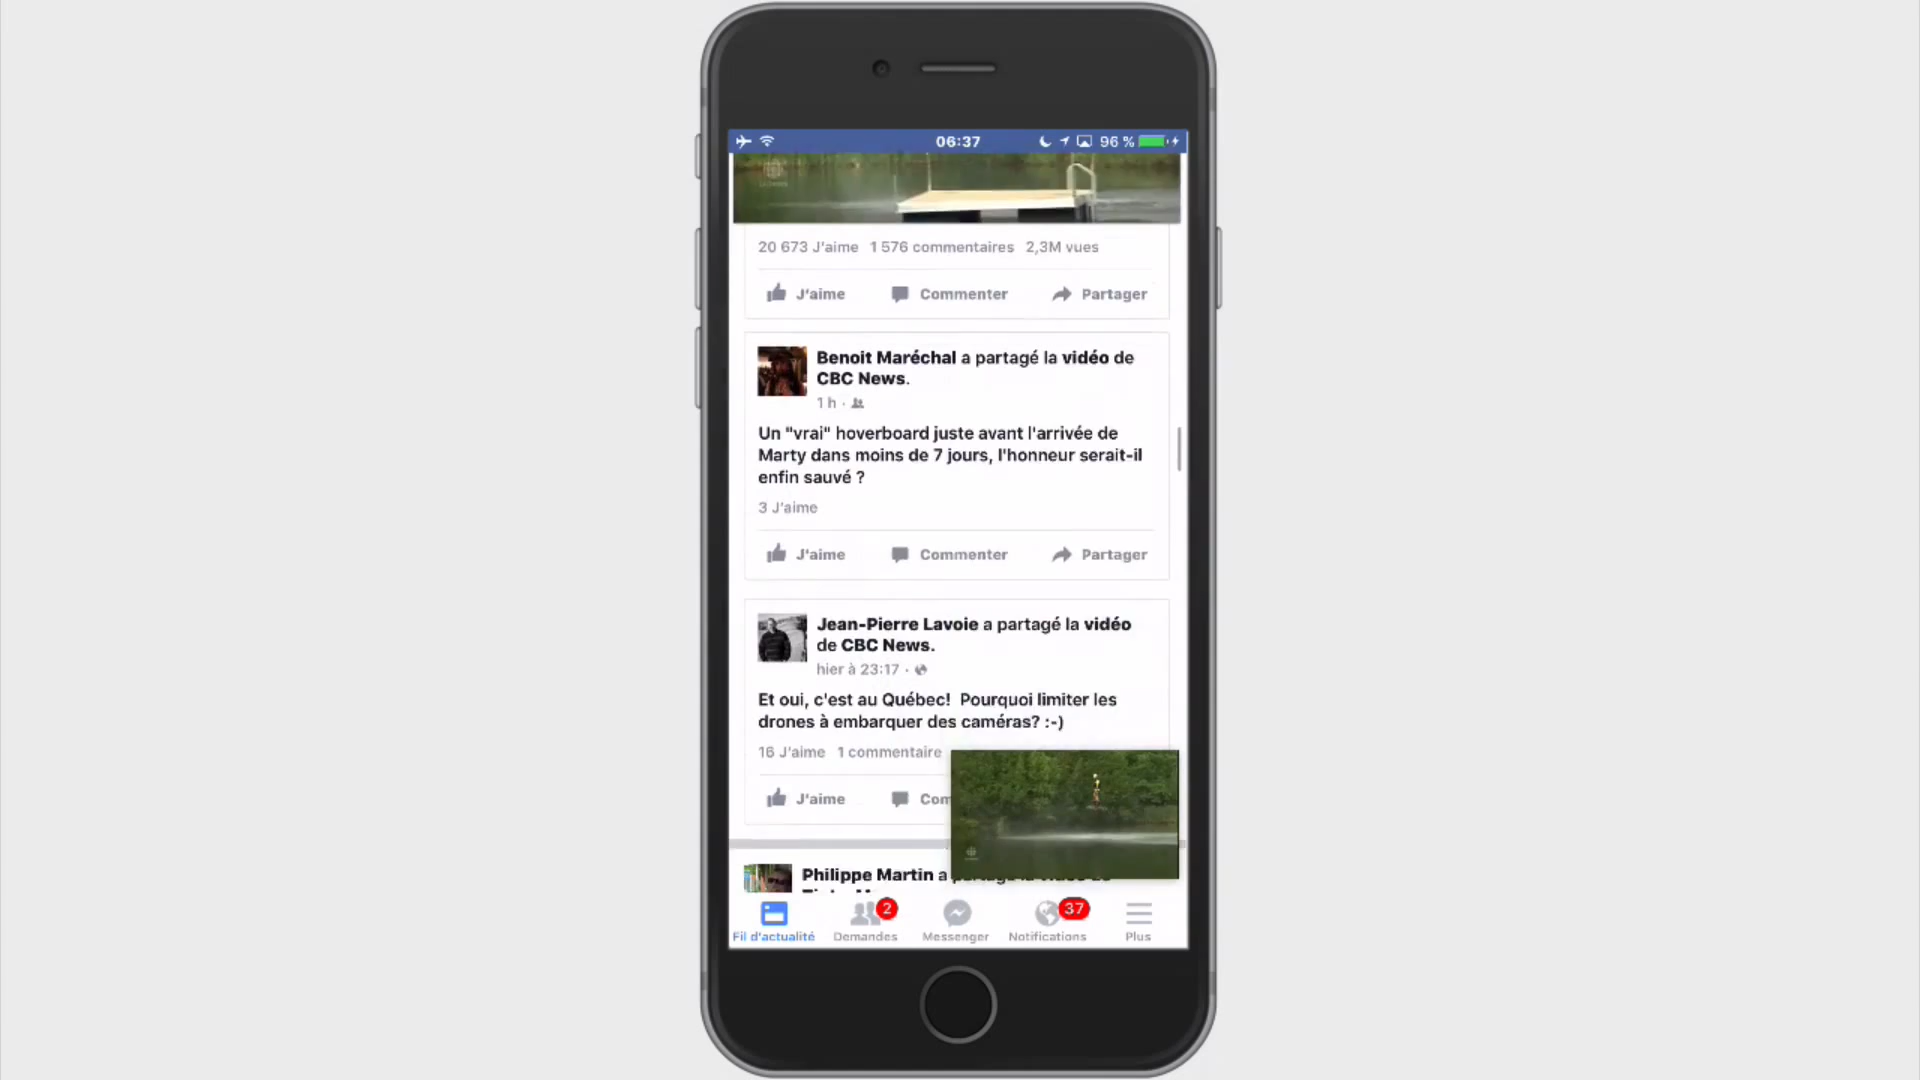 06:37
96 %
20 673 J'aime 1 576 commentaires 2,3M vues
J'aime Commenter Partager
Benoit Maréchal a partagé la vidéo de
CBC News.
1 h ·
Un "vrai" hoverboard juste avant l'arrivée de
Marty dans moins de 7 jours, l'honneur serait-il
enfin sauvé ?
3 J'aime
J'aime Commenter Partager
Jean-Pierre Lavoie a partagé la vidéo
de CBC News.
hier à 23:17 ·
Et oui, c'est au Québec!  Pourquoi limiter les
drones à embarquer des caméras? :-)
16 J'aime 1 commentaire
J'aime Com
Philippe Martin a
2
37
Fil d'actualité Demandes Messenger Notifications Plus